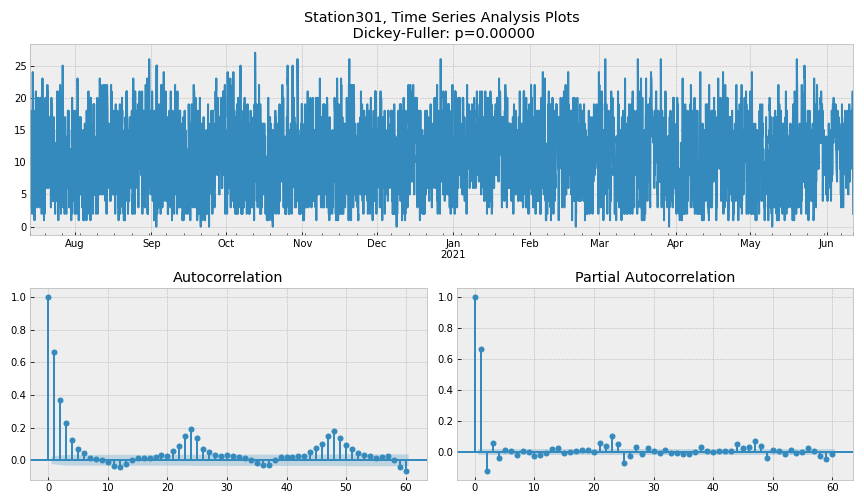 Station301, Time Series Analysis Plots
Dickey-Fuller: p=0.00000
25
20
15
10
5
0
Aug Sep Oct Nov Dec Jan Feb Mar Apr May Jun
2021
Autocorrelation
1.0
0.8
0.6
0.4
0.2
0.0
0 10 20 30 40 50 60
Partial Autocorrelation
1.0
0.8
0.6
0.4
0.2
0.0
0 10 20 30 40 50 60